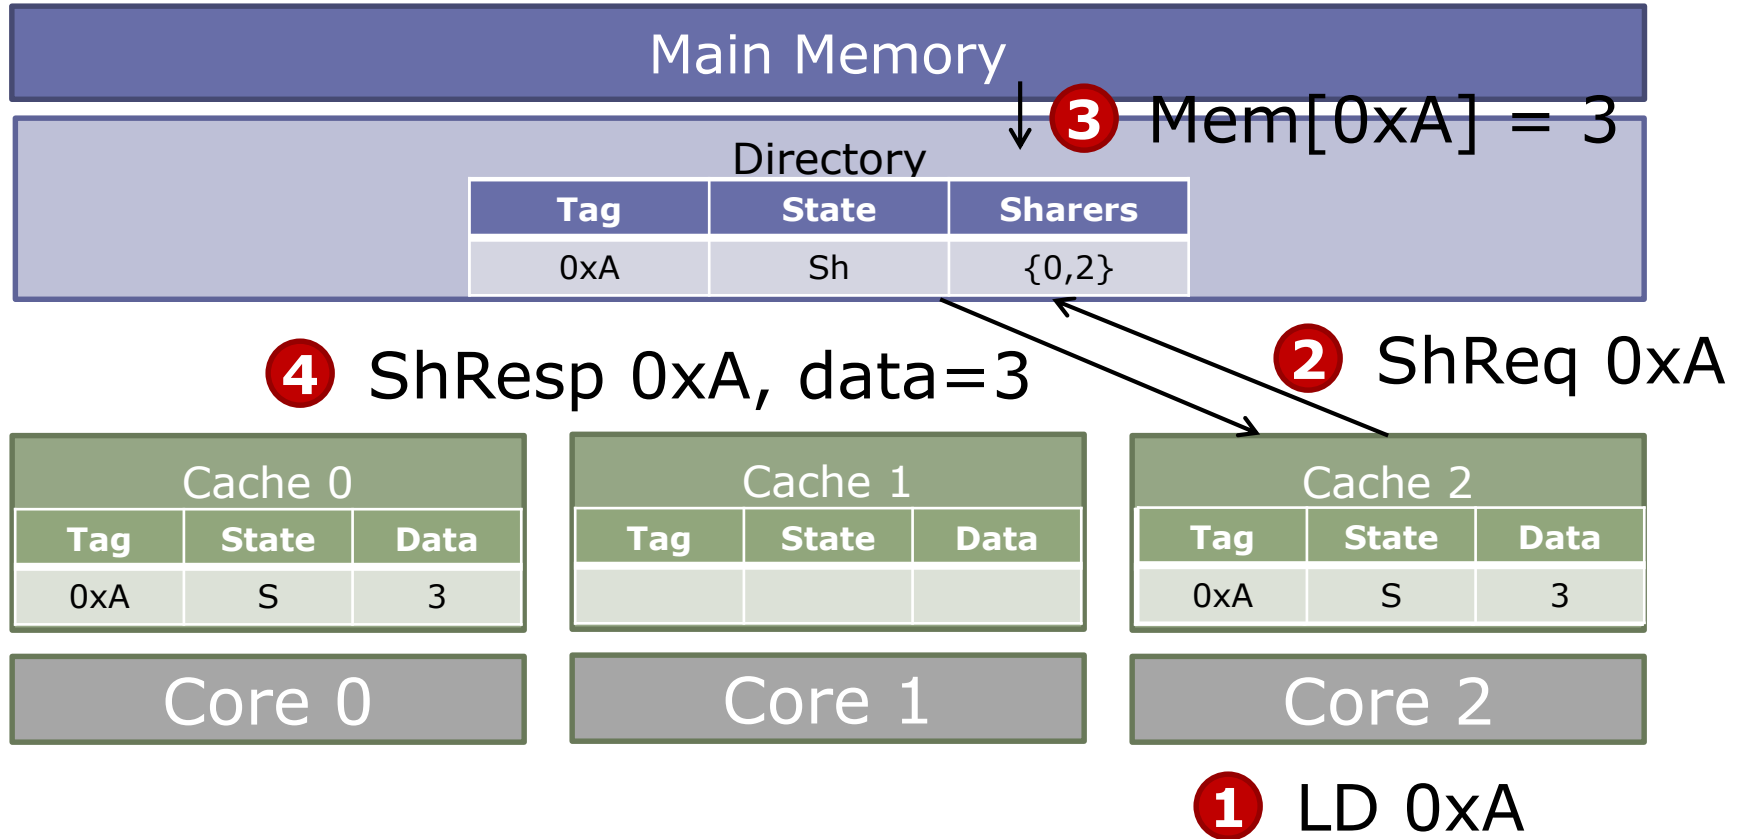 Main Memory
3 Mem[0xA] = 3
Directory
Tag State Sharers
0xA Sh {0,2}
4 ShResp 0xA, data=3
2 ShReq 0xA
Cache 0
Tag State Data
0xA S 3
Core 0
Cache 1
Tag State Data
Core 1
Cache 2
Tag State Data
0xA S 3
Core 2
1 LD 0xA